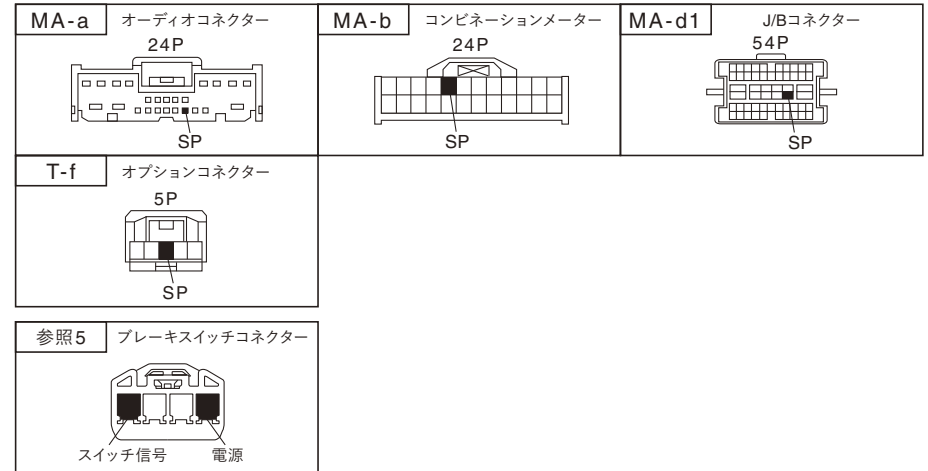 MA-a オーディオコネクター
24P
SP
MA-b コンビネーションメーター
24P
SP
MA-d1 J/Bコネクター
54P
SP
T-f オプションコネクター
5P
SP
参照5 ブレーキスイッチコネクター
スイッチ信号 電源